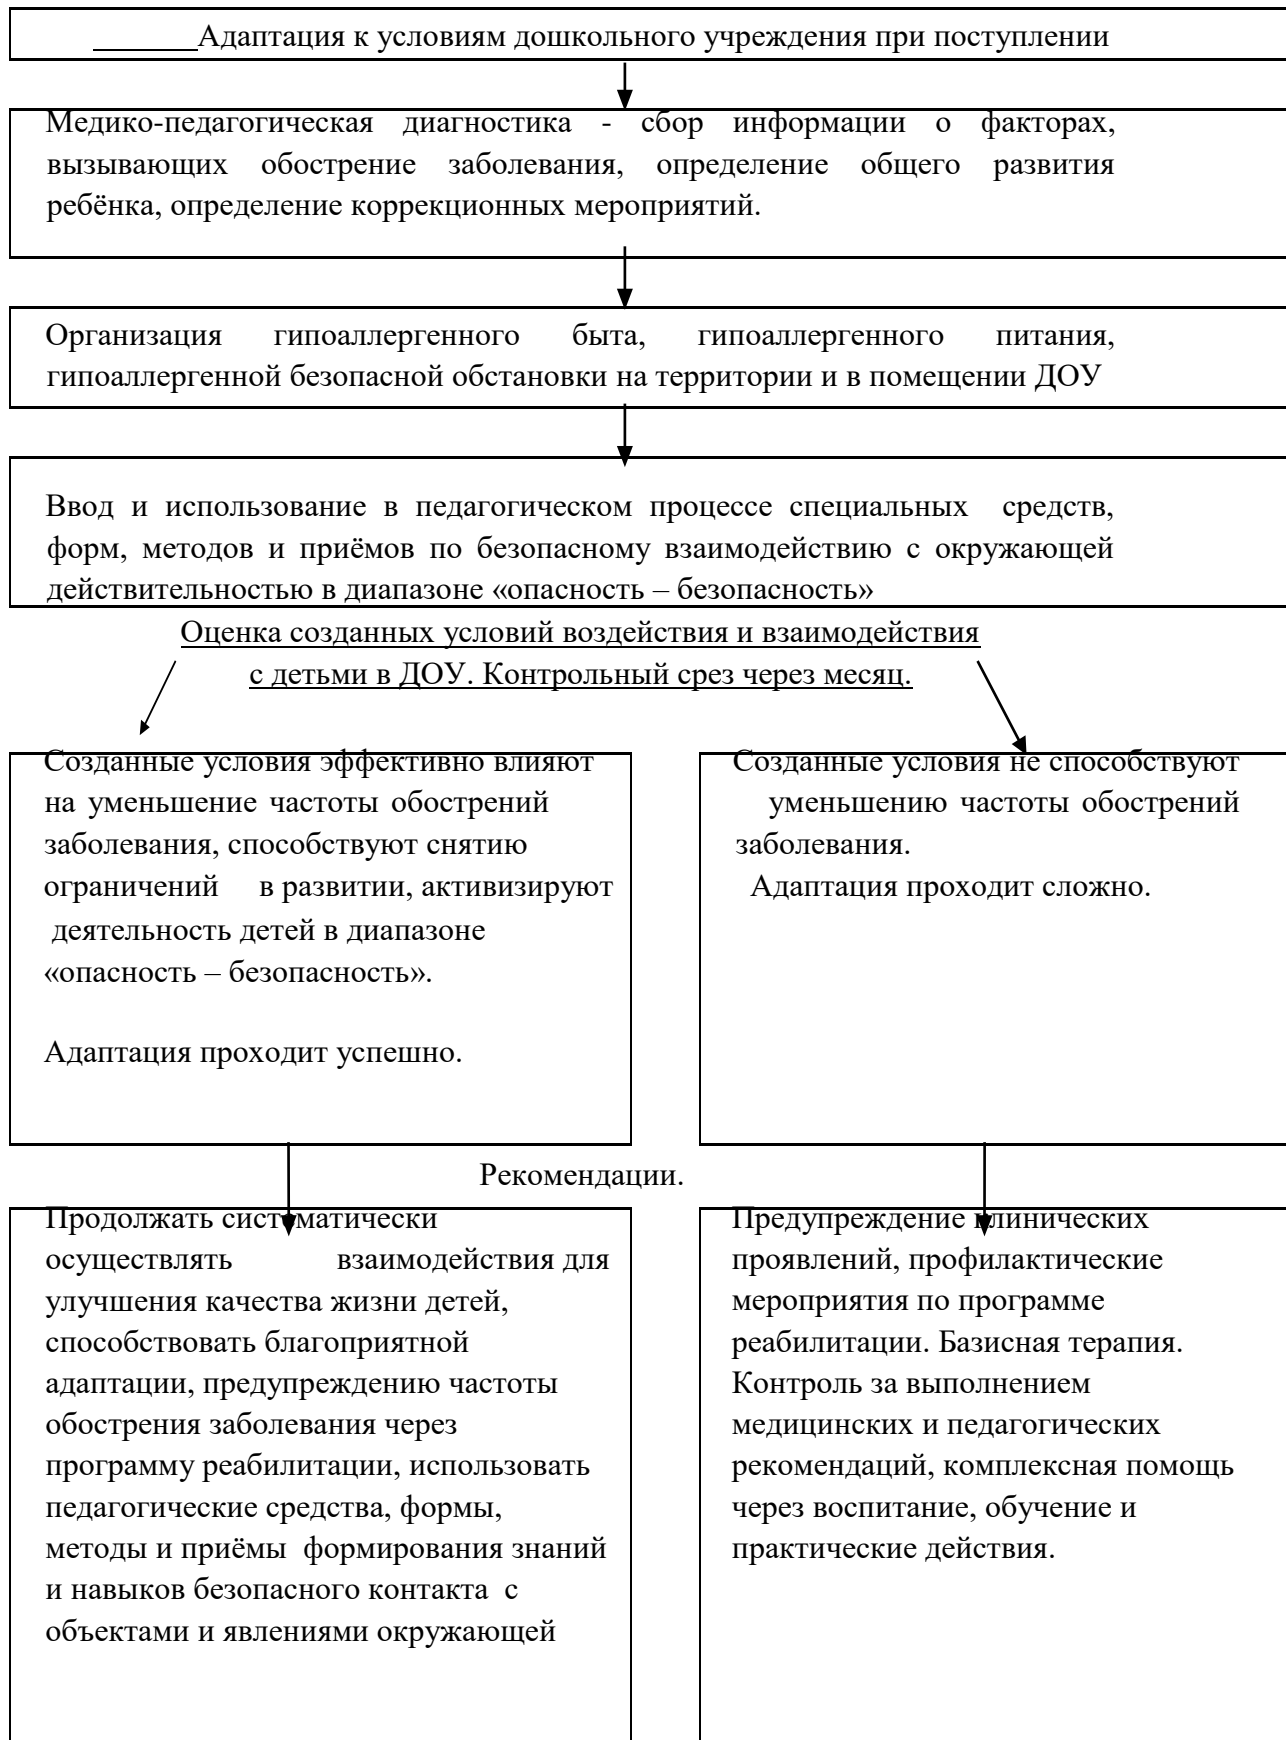 ______Адаптация к условиям дошкольного учреждения при поступлении
Медико-педагогическая диагностика - сбор информации о факторах,
вызывающих обострение заболевания, определение общего развития
ребёнка, определение коррекционных мероприятий.
Организация гипоаллергенного быта, гипоаллергенного питания,
гипоаллергенной безопасной обстановки на территории и в помещении ДОУ
Ввод и использование в педагогическом процессе специальных средств,
форм, методов и приёмов по безопасному взаимодействию с окружающей
действительностью в диапазоне «опасность – безопасность»
Оценка созданных условий воздействия и взаимодействия
с детьми в ДОУ. Контрольный срез через месяц.
Созданные условия эффективно влияют
на уменьшение частоты обострений
заболевания, способствуют снятию
ограничений в развитии, активизируют
деятельность детей в диапазоне
«опасность – безопасность».
Адаптация проходит успешно.
Созданные условия не способствуют
уменьшению частоты обострений
заболевания.
Адаптация проходит сложно.
Рекомендации.
Продолжать систематически
осуществлять взаимодействия для
улучшения качества жизни детей,
способствовать благоприятной
адаптации, предупреждению частоты
обострения заболевания через
программу реабилитации, использовать
педагогические средства, формы,
методы и приёмы формирования знаний
и навыков безопасного контакта с
объектами и явлениями окружающей
Предупреждение клинических
проявлений, профилактические
мероприятия по программе
реабилитации. Базисная терапия.
Контроль за выполнением
медицинских и педагогических
рекомендаций, комплексная помощь
через воспитание, обучение и
практические действия.